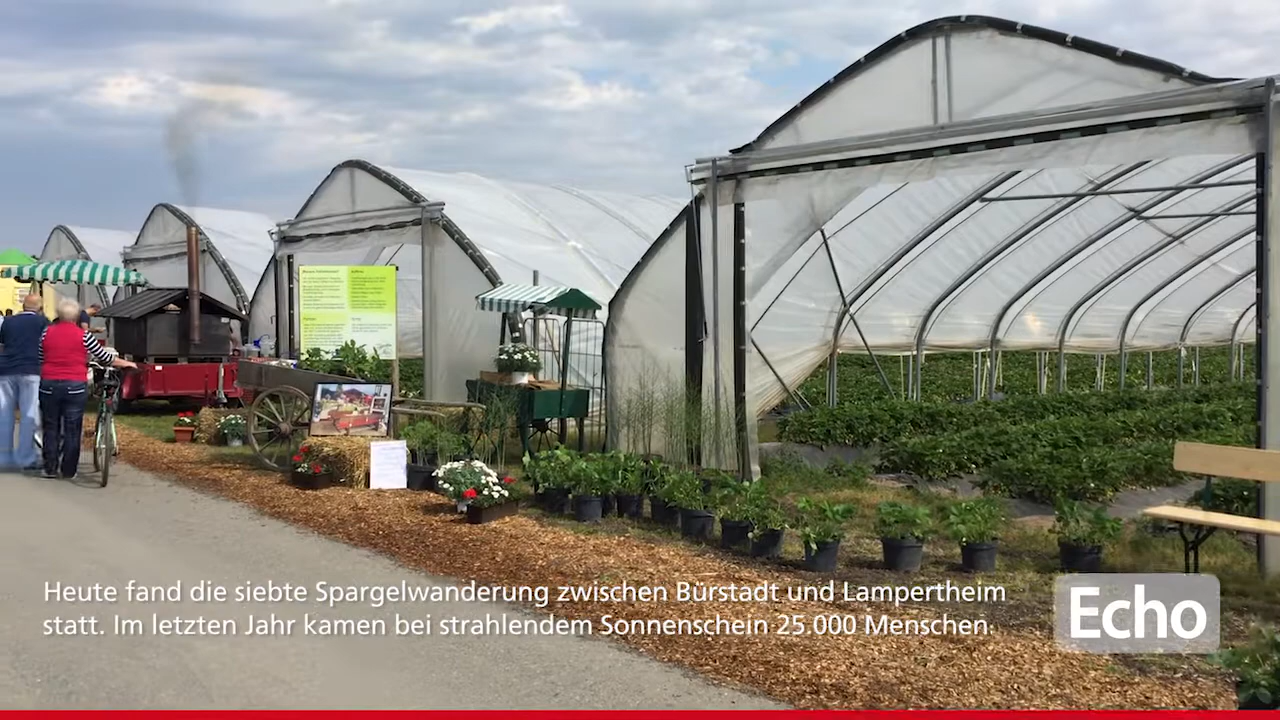 Heute fand die siebte Spargelwanderung zwischen Bürstadt und Lampertheim
statt. Im letzten Jahr kamen bei strahlendem Sonnenschein 25.000 Menschen.
Echo